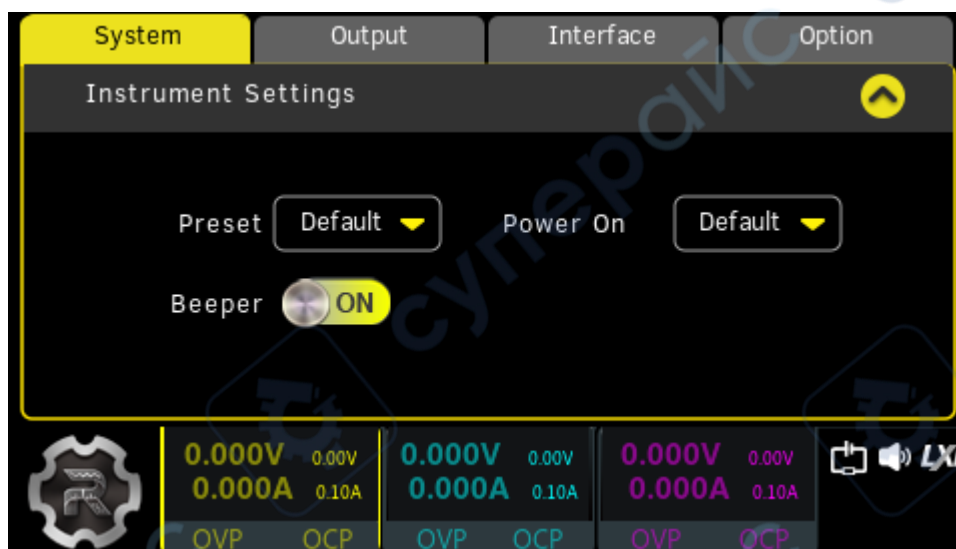 System Output Interface Option
Instrument Settings
Preset Default Power On Default
Beeper ON
0.000V 0.00V 0.000V 0.00V 0.000V 0.00V
0.000A 0.10A 0.000A 0.10A 0.000A 0.10A
OVP OCP OVP OCP OVP OCP
LXI
суперайс